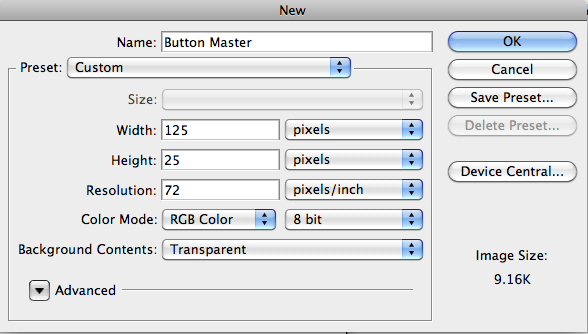 New
Name: Button Master
OK
Preset: Custom
Cancel
Size:
Save Preset...
Width: 125 pixels
Delete Preset...
Height: 25 pixels
Resolution: 72 pixels/inch
Device Central...
Color Mode: RGB Color 8 bit
Background Contents: Transparent
Image Size:
9.16K
Advanced